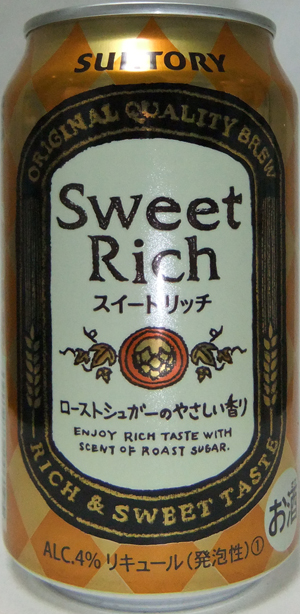 SUNTORY
ORIGINAL QUALITY BREW
Sweet
Rich
スイートリッチ
ローストシュガーのやさしい香り
ENJOY RICH TASTE WITH
SCENT OF ROAST SUGAR.
RICH & SWEET TASTE
お酒
ALC.4% リキュール(発泡性)①